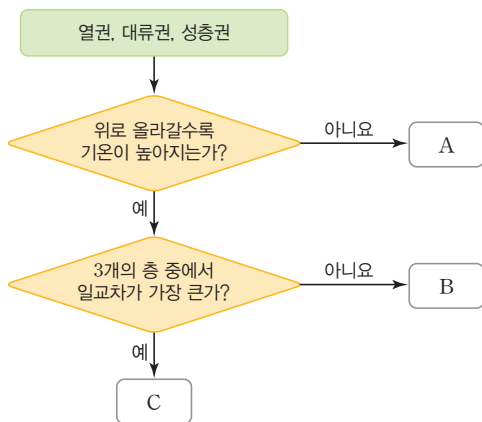 열권, 대류권, 성층권
위로 올라갈수록
기온이 높아지는가?
아니요
A
예
3개의 층 중에서
일교차가 가장 큰가?
아니요
B
예
C